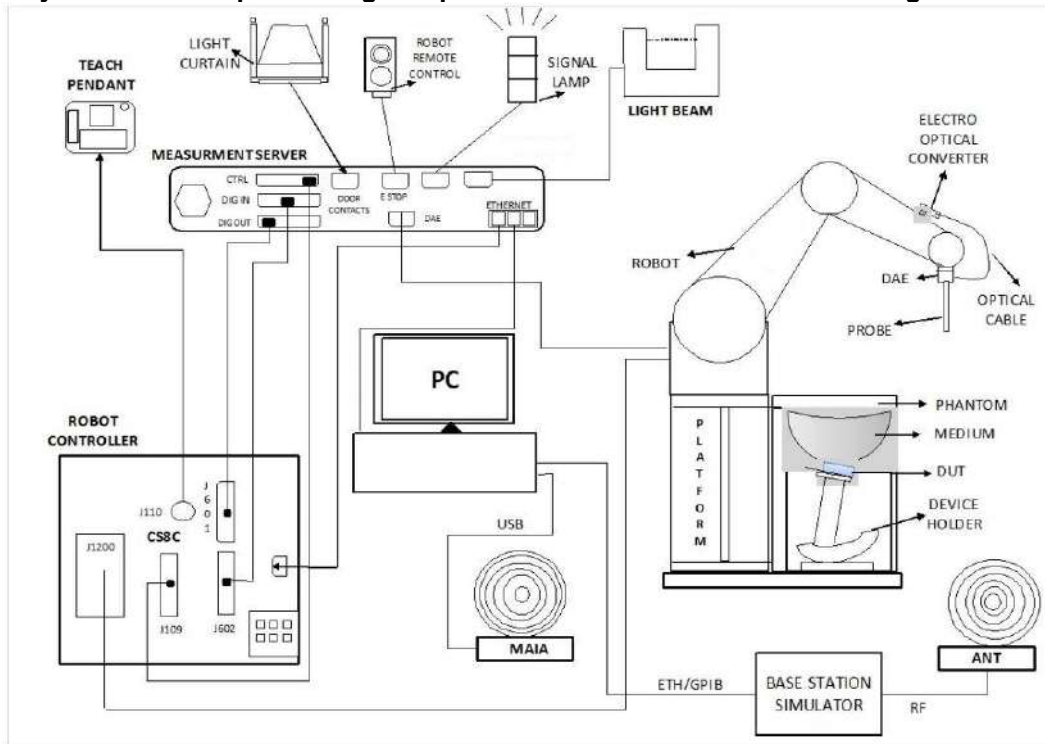 LIGHT
CURTAIN
ROBOT
REMOTE
CONTROL
SIGNAL
LAMP
LIGHT BEAM
TEACH
PENDANT
ELECTRO
OPTICAL
CONVERTER
MEASURMENT SERVER
CTRL
DIG IN
DIG OUT
DOOR
CONTACTS
E STOP
DAE
ETHERNET
ROBOT
DAE
OPTICAL
CABLE
PROBE
PC
ROBOT
CONTROLLER
PLATFORM
PHANTOM
MEDIUM
DUT
DEVICE
HOLDER
J601
J110
CS8C
J1200
J109
J602
USB
MAIA
ETH/GPIB
BASE STATION
SIMULATOR
RF
ANT